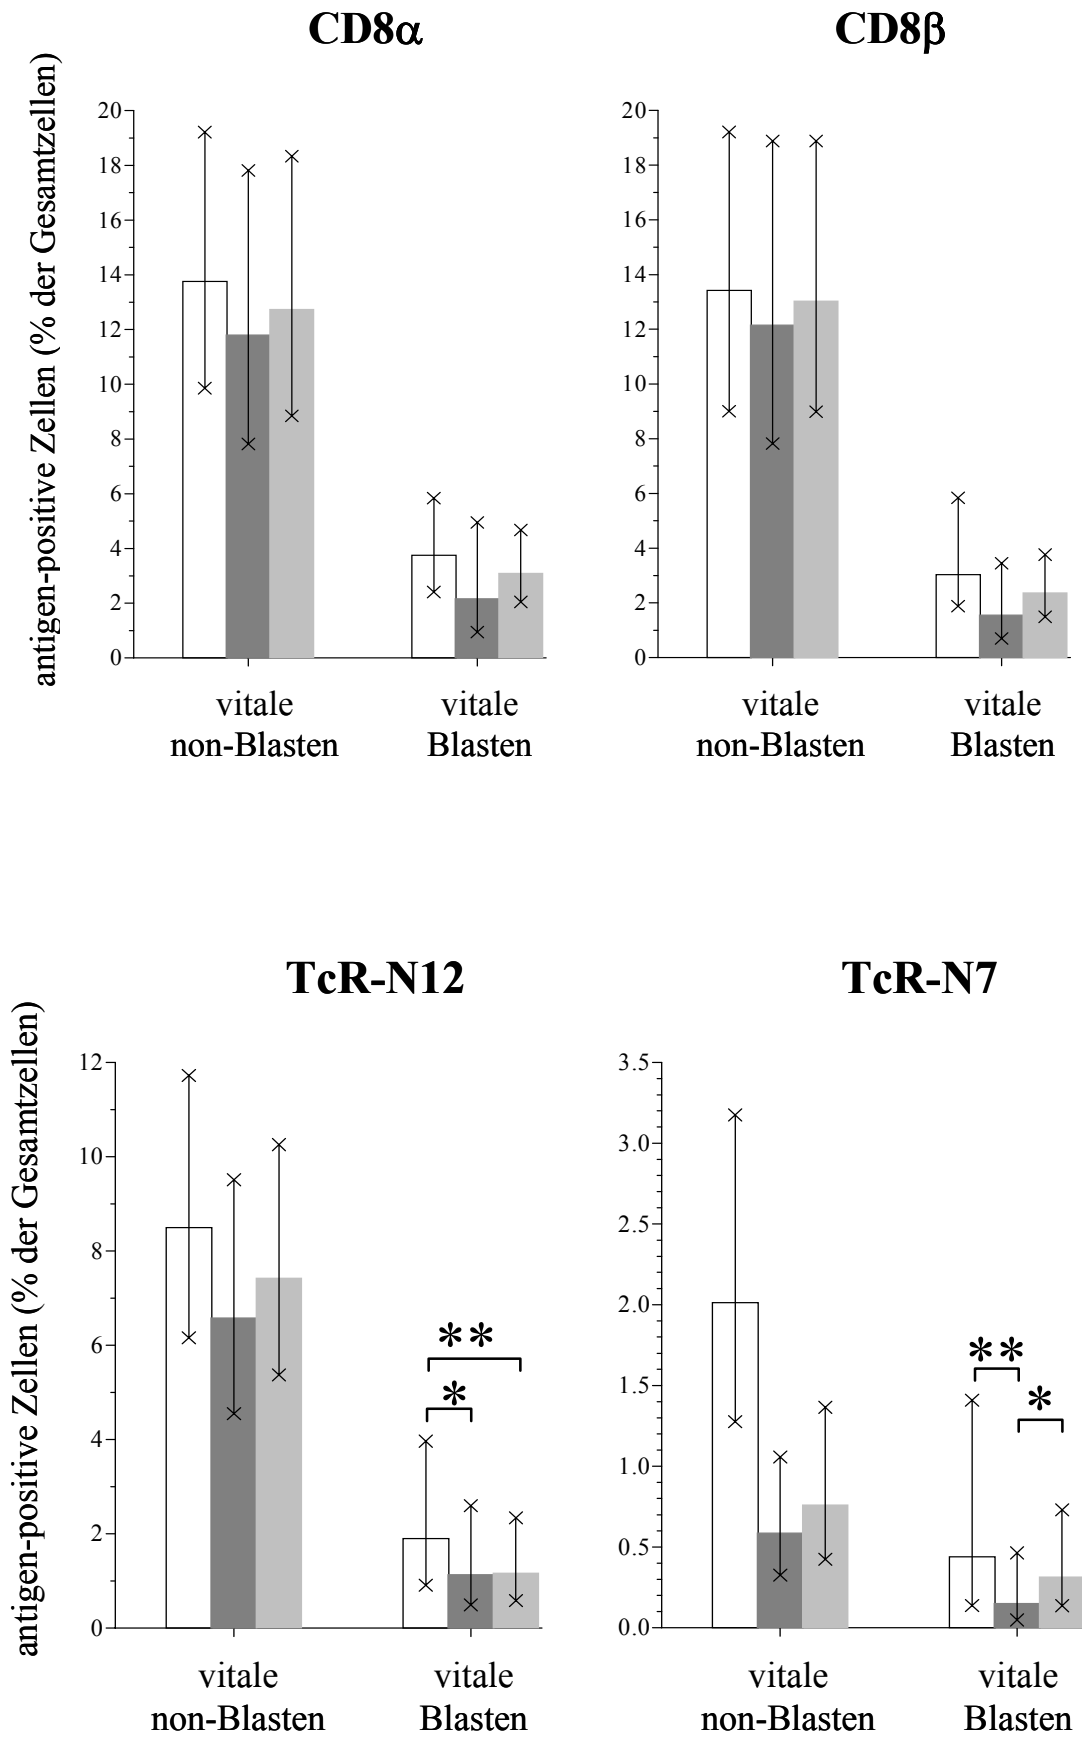 CD8α
CD8β
antigen-positive Zellen (% der Gesamtzellen)
20
18
16
14
12
10
8
6
4
2
0
vitale
non-Blasten
vitale
Blasten
20
18
16
14
12
10
8
6
4
2
0
vitale
non-Blasten
vitale
Blasten
TcR-N12
TcR-N7
antigen-positive Zellen (% der Gesamtzellen)
12
10
8
6
4
2
0
**
*
vitale
non-Blasten
vitale
Blasten
3.5
3.0
2.5
2.0
1.5
1.0
0.5
0.0
**
*
vitale
non-Blasten
vitale
Blasten